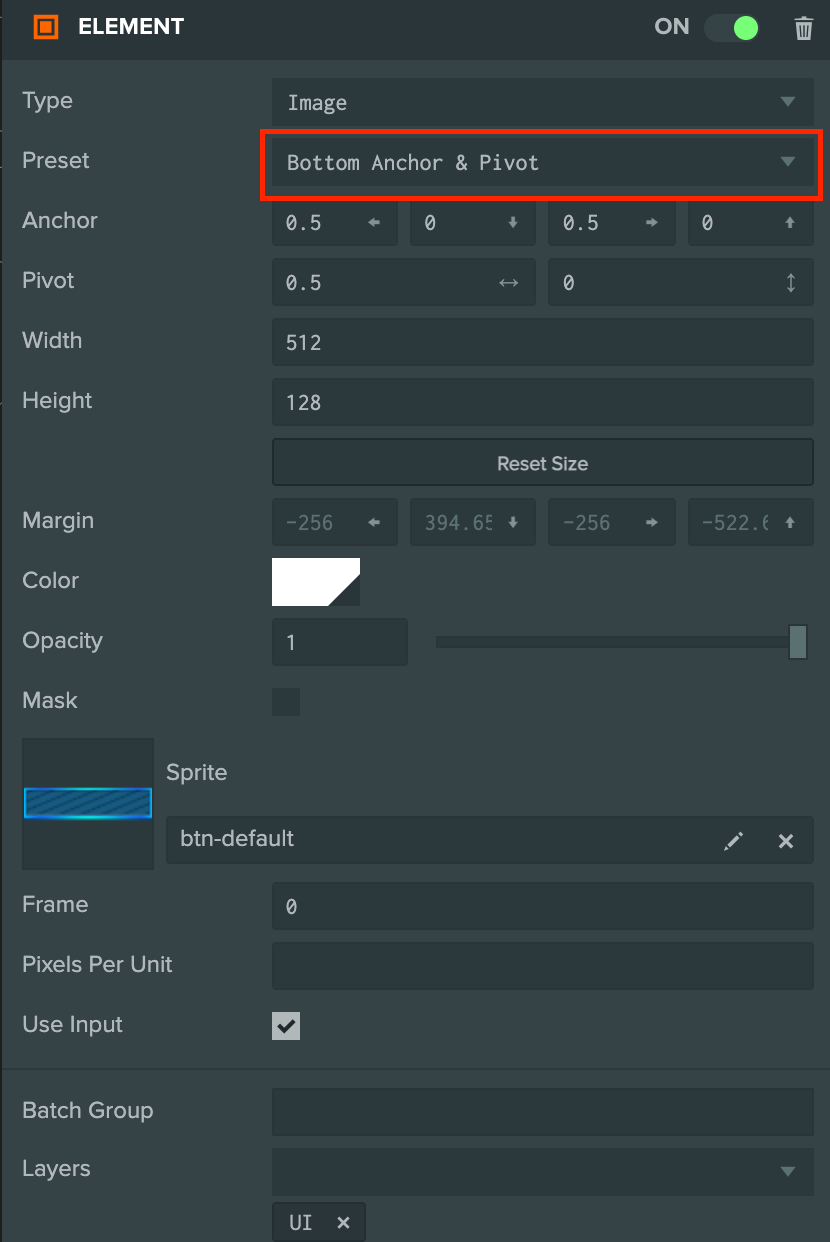 ELEMENT ON
Type Image
Preset Bottom Anchor & Pivot
Anchor 0.5 0 0.5 0
Pivot 0.5 0
Width 512
Height 128
Reset Size
Margin -256 394.65 -256 -522.6
Color
Opacity 1
Mask
Sprite
btn-default
Frame 0
Pixels Per Unit
Use Input
Batch Group
Layers
UI